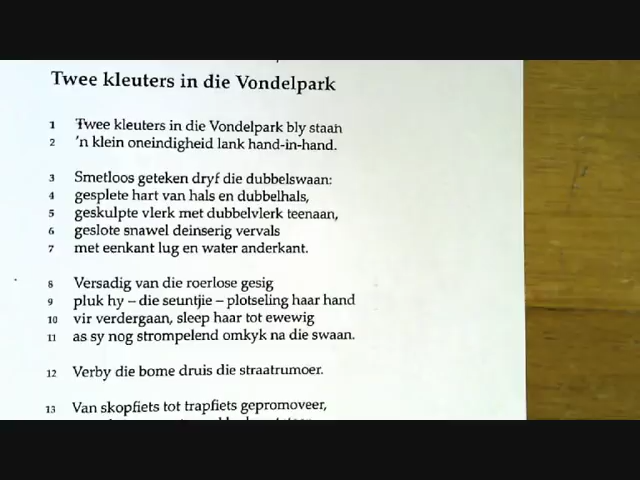 Twee kleuters in die Vondelpark
1 Twee kleuters in die Vondelpark bly staan
2 'n klein oneindigheid lank hand-in-hand.
3 Smetloos geteken dryf die dubbelswaan:
4 gesplete hart van hals en dubbelhals,
5 geskulpte vlerk met dubbelvlerk teenaan,
6 geslote snawel deinserig vervals
7 met eenkant lug en water anderkant.
8 Versadig van die roerlose gesig
9 pluk hy – die seuntjie – plotseling haar hand
10 vir verdergaan, sleep haar tot ewewig
11 as sy nog strompelend omkyk na die swaan.
12 Verby die bome druis die straatrumoer.
13 Van skopfiets tot trapfiets gepromoveer,